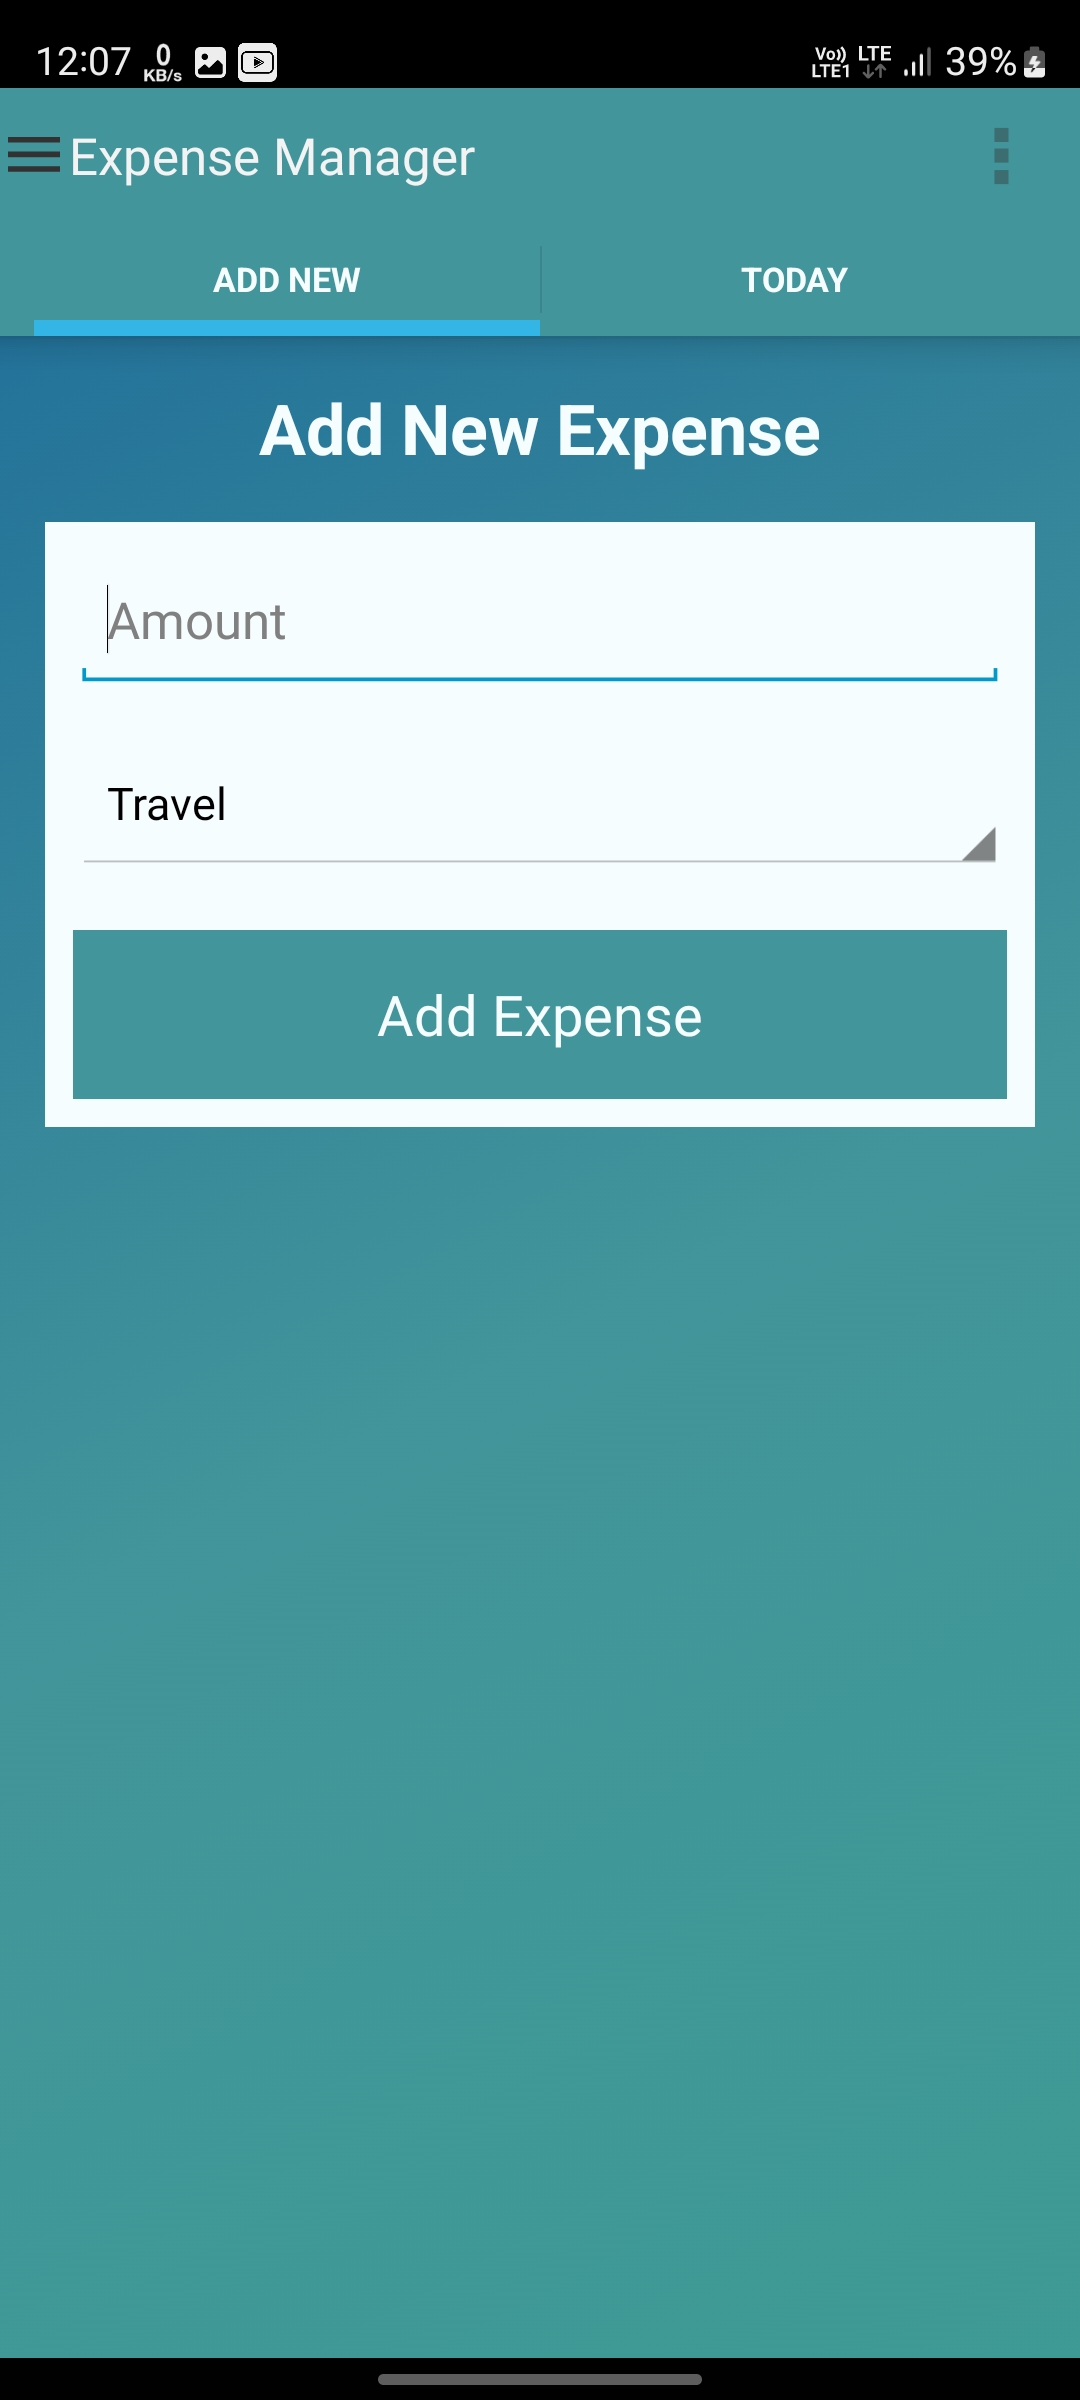 12:07 0 KB/s Vo)) LTE1 LTE 39%
Expense Manager
ADD NEW TODAY
Add New Expense
Amount
Travel
Add Expense